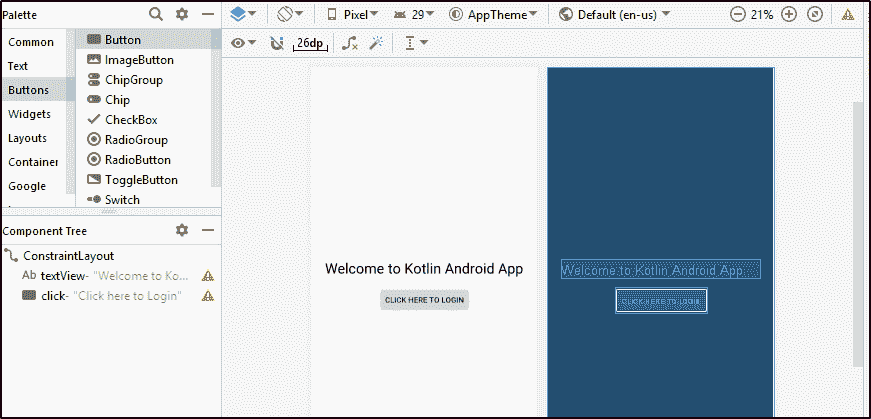 Palette
Pixel 29 AppTheme Default (en-us) 21%
26dp
Common
Text
Buttons
Widgets
Layouts
Container
Google
Button
ImageButton
ChipGroup
Chip
CheckBox
RadioGroup
RadioButton
ToggleButton
Switch
Component Tree
ConstraintLayout
Ab textView- "Welcome to Ko...
click- "Click here to Login"
Welcome to Kotlin Android App
CLICK HERE TO LOGIN
Welcome to Kotlin Android App
CLICK HERE TO LOGIN